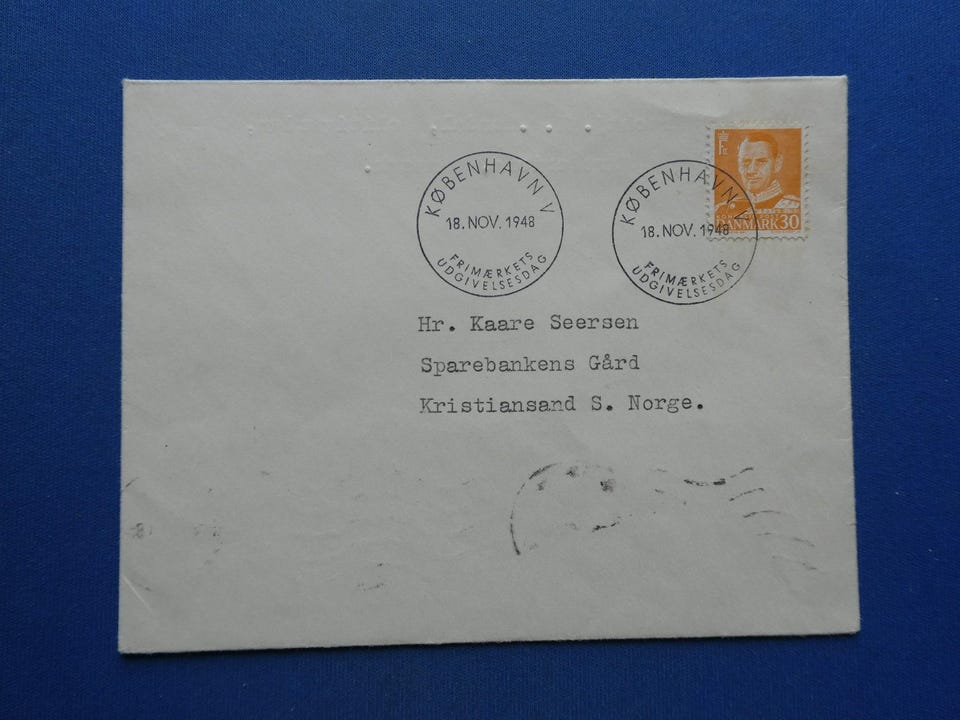 KØBENHAVN V
18. NOV. 1948
FRIMÆRKETS
UDGIVELSESDAG
KØBENHAVN V
18. NOV. 1948
FRIMÆRKETS
UDGIVELSESDAG
DANMARK 30
Hr. Kaare Seersen
Sparebankens Gård
Kristiansand S. Norge.